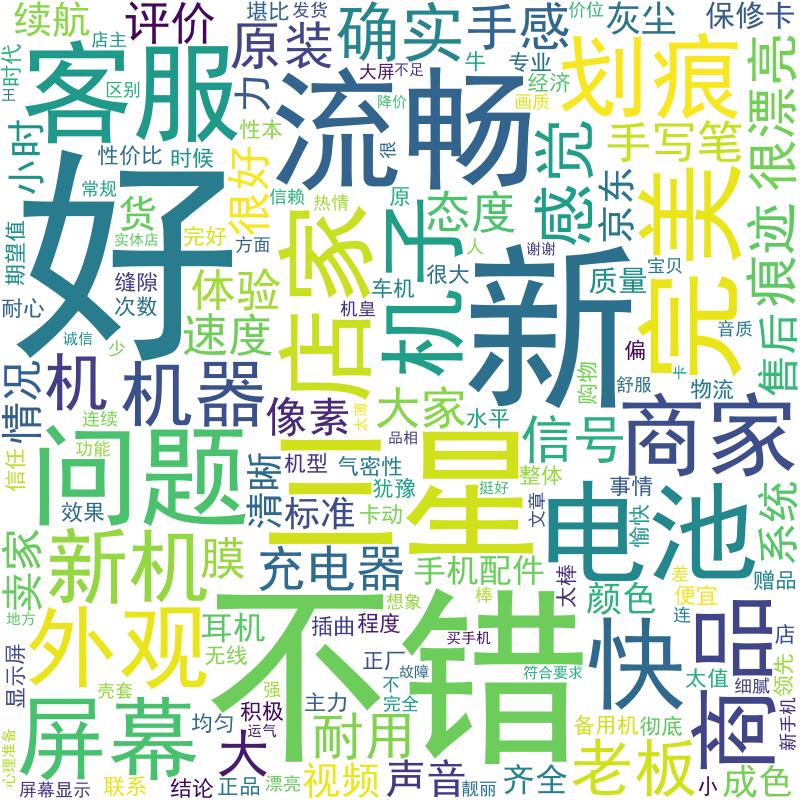 续航
评价
原装
堪比
发货
确实
手感
价位
灰尘
保修卡
店主
时代
王
客服
区别
力
大屏
不足
牛
专业
经济
画质
降价
划痕
很漂亮
流畅
很
性本
小时
性价比
时候
手写笔
感觉
京东
完美
好
常规
很好
信赖
热情
原
态度
货
实体店
完好
方面
店家
机子
人
谢谢
质量
宝贝
痕迹
期望值
缝隙
次数
耐心
体验
车机
很大
新
音质
诚信
少
速度
机皇
偏
售后
情况
机
机器
购物
舒服
卡
物流
连续
像素
太薄
大家
水平
品相
信号
商家
问题
功能
信任
三星
清晰
机型
气密性
整体
效果
标准
犹豫
挺好
卡动
文章
事情
愉快
电池
系统
卖家
新机
膜
充电器
手机配件
太棒
颜色
差
便宜
赠品
地方
外观
耳机
无线
不错
想象
棒
插曲
程度
买手机
连
快
商品
店
显示屏
壳套
正厂
故障
符合要求
太值
细腻
领先
强
不
完全
屏幕
均匀
积极
运气
主力
耐用
备用机
彻底
新手机
心理准备
大
老板
屏幕显示
联系
结论
正品
漂亮
视频
声音
靓丽
齐全
小
成色